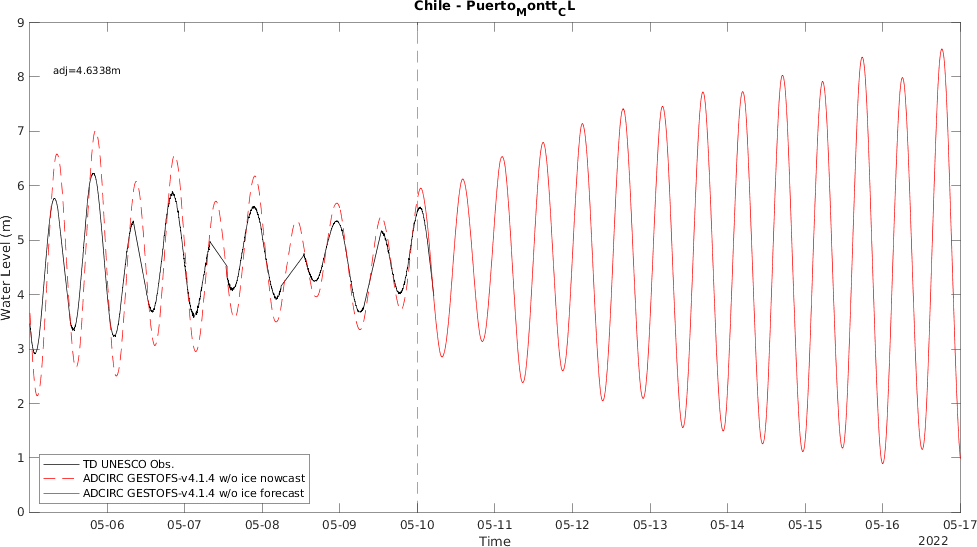 Chile - Puerto_Montt_CL
9
8
7
6
5
4
3
2
1
0
Water Level (m)
adj=4.6338m
TD UNESCO Obs.
ADCIRC GESTOFS-v4.1.4 w/o ice nowcast
ADCIRC GESTOFS-v4.1.4 w/o ice forecast
05-06 05-07 05-08 05-09 05-10 05-11 05-12 05-13 05-14 05-15 05-16 05-17
Time
2022